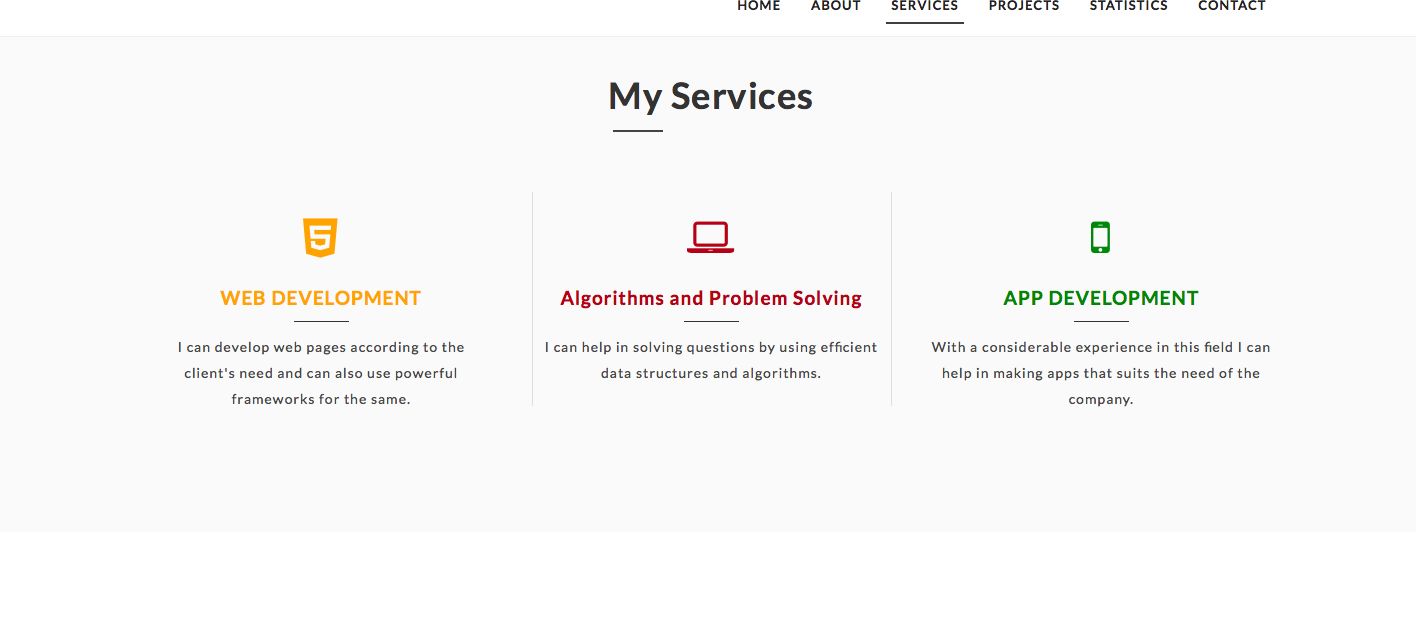 HOME ABOUT SERVICES PROJECTS STATISTICS CONTACT
My Services
WEB DEVELOPMENT
I can develop web pages according to the
client's need and can also use powerful
frameworks for the same.
Algorithms and Problem Solving
I can help in solving questions by using efficient
data structures and algorithms.
APP DEVELOPMENT
With a considerable experience in this field I can
help in making apps that suits the need of the
company.